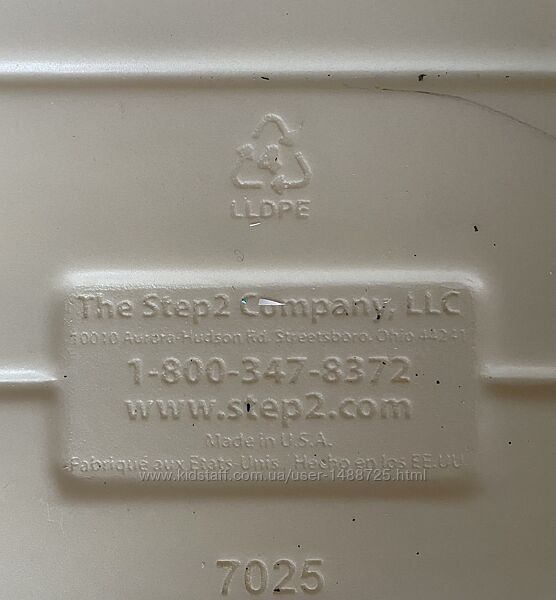 4
LLDPE
The Step2 Company, LLC
10010 Aurora-Hudson Rd. Streetsboro, Ohio 44241
1-800-347-8372
www.step2.com
Made in U.S.A.
Fabriqué aux Etats-Unis Hecho en los EE.UU
www.kidstaff.com.ua/user-1488725.html
7025